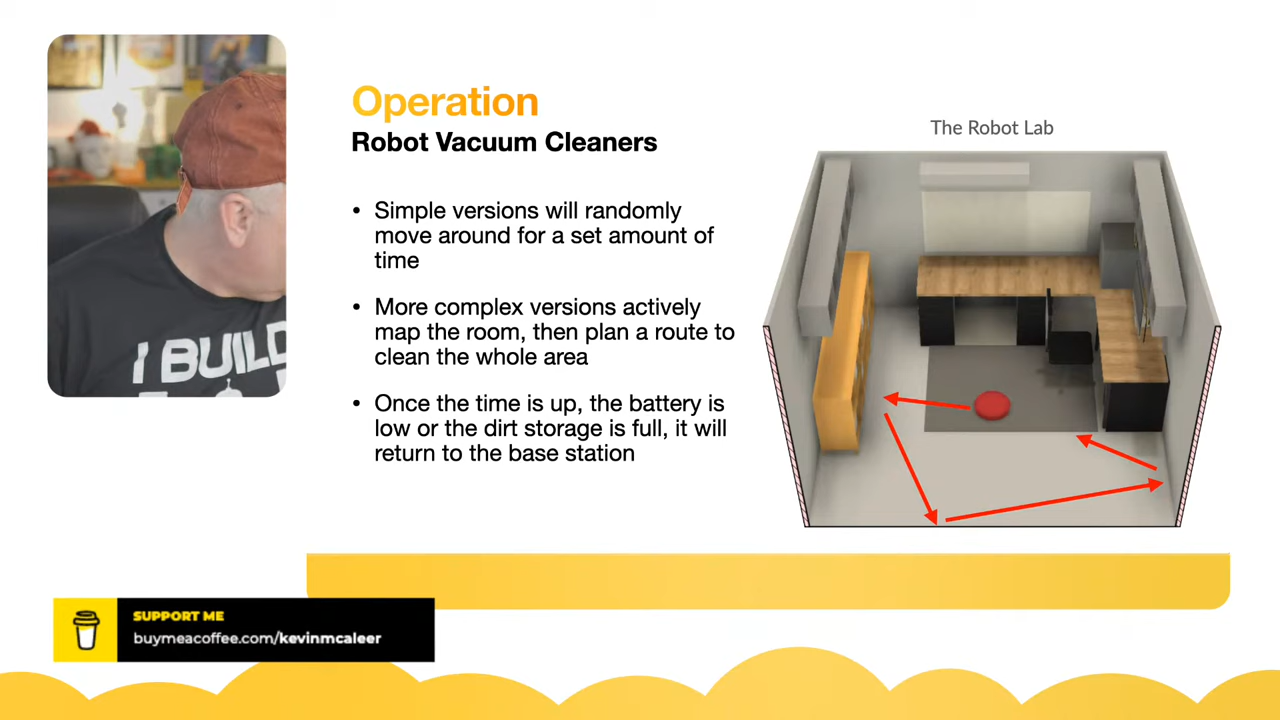 Operation
Robot Vacuum Cleaners
• Simple versions will randomly
move around for a set amount of
time
• More complex versions actively
map the room, then plan a route to
clean the whole area
• Once the time is up, the battery is
low or the dirt storage is full, it will
return to the base station
The Robot Lab
I BUILD
SUPPORT ME
buymeacoffee.com/kevinmcaleer